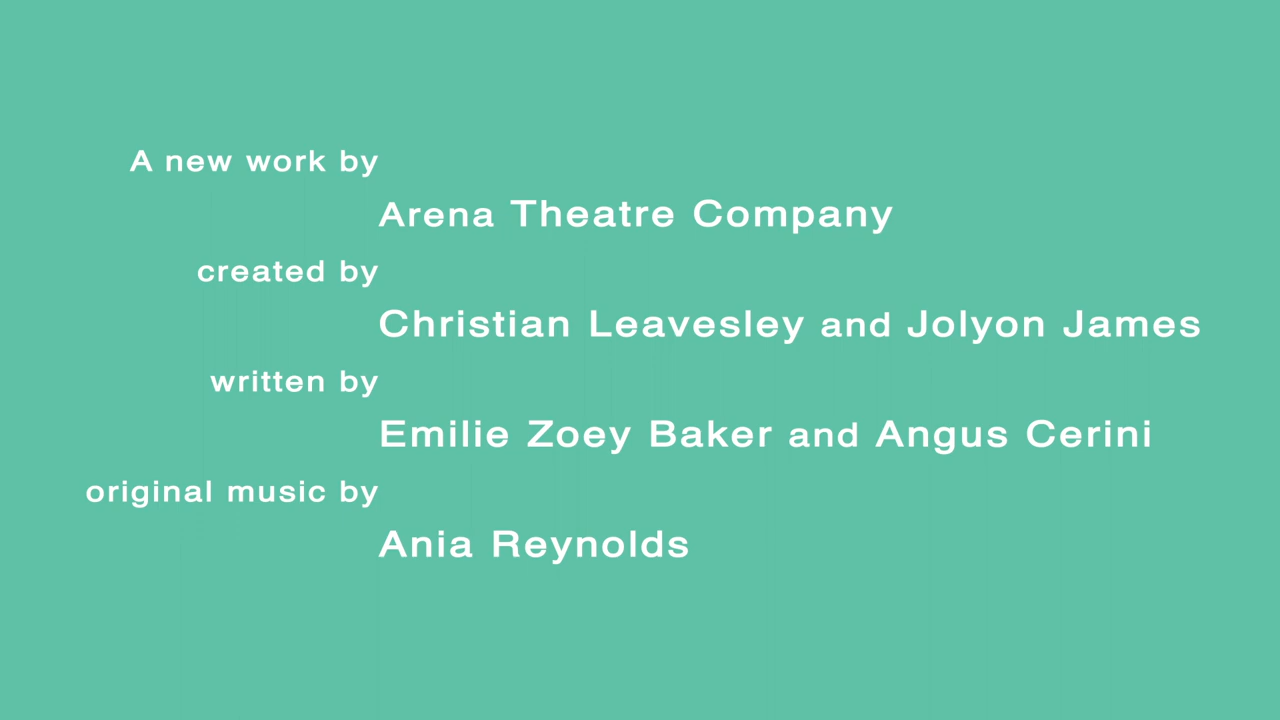 A new work by
Arena Theatre Company
created by
Christian Leavesley and Jolyon James
written by
Emilie Zoey Baker and Angus Cerini
original music by
Ania Reynolds